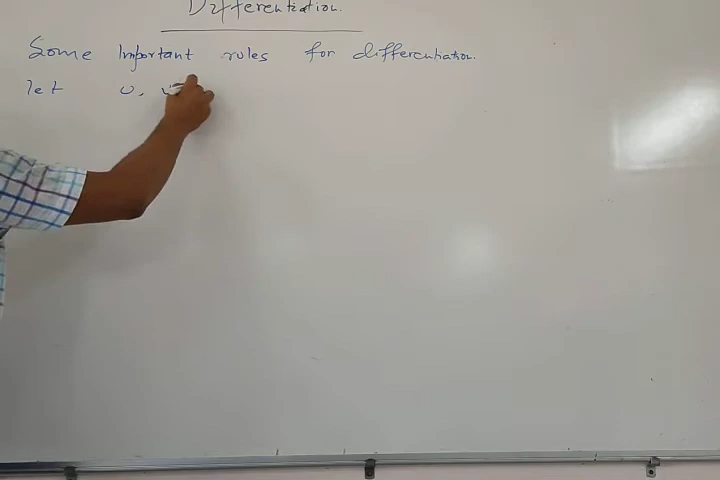 Differentiation.
Some Important rules for differentiation.
let u, v